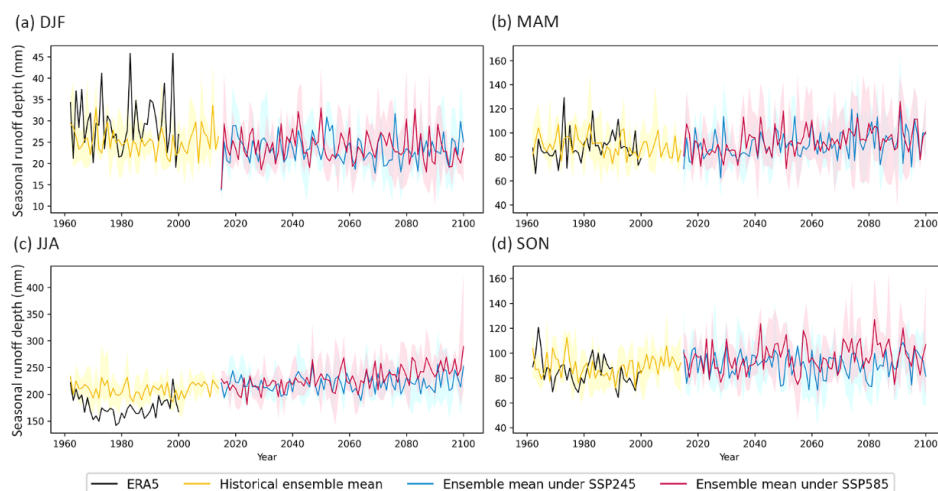 (a) DJF
Seasonal runoff depth (mm)
45
40
35
30
25
20
15
10
1960 1980 2000 2020 2040 2060 2080 2100
(b) MAM
160
140
120
100
80
60
40
1960 1980 2000 2020 2040 2060 2080 2100
(c) JJA
Seasonal runoff depth (mm)
400
350
300
250
200
150
1960 1980 2000 2020 2040 2060 2080 2100
Year
(d) SON
160
140
120
100
80
60
40
1960 1980 2000 2020 2040 2060 2080 2100
Year
ERA5 Historical ensemble mean Ensemble mean under SSP245 Ensemble mean under SSP585